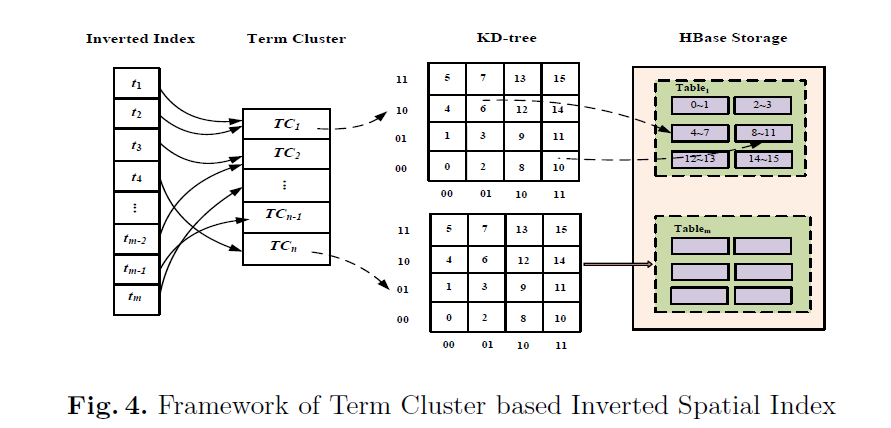 Inverted Index Term Cluster KD-tree HBase Storage
t1
t2
t3
t4
⋮
tm-2
tm-1
tm
TC1
TC2
⋮
TCn-1
TCn
11 5 7 13 15
10 4 6 12 14
01 1 3 9 11
00 0 2 8 10
00 01 10 11
11 5 7 13 15
10 4 6 12 14
01 1 3 9 11
00 0 2 8 10
00 01 10 11
Table1
0~1 2~3
4~7 8~11
12~13 14~15
Tablem
Fig. 4. Framework of Term Cluster based Inverted Spatial Index